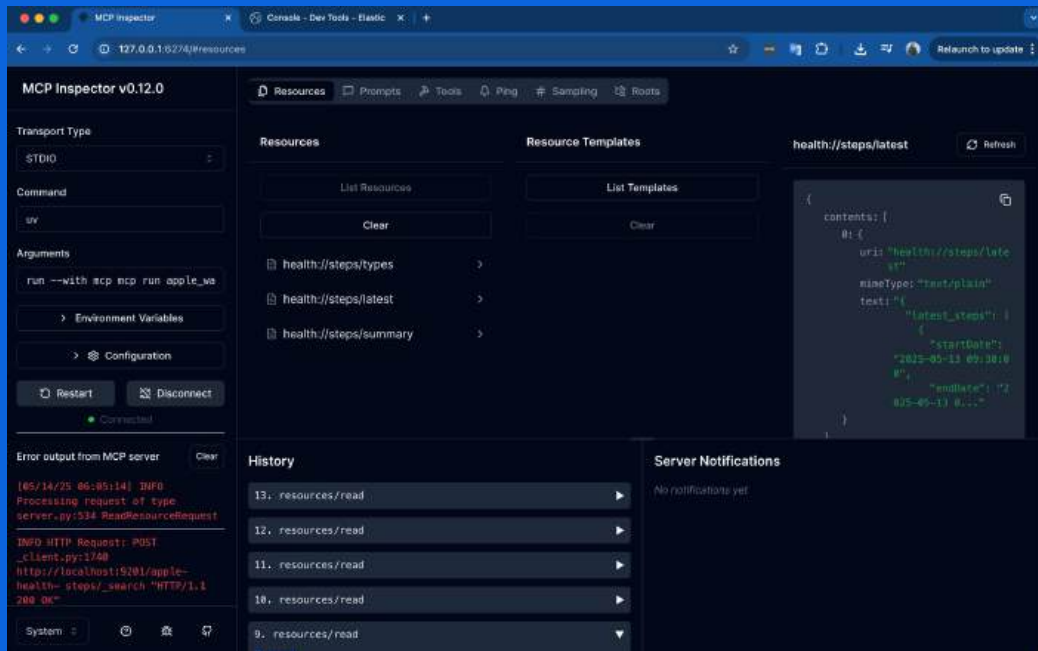 MCP Inspector
Console - Dev Tools - Elastic
127.0.0.1:6274/#resources
Relaunch to update
MCP Inspector v0.12.0
Transport Type
STDIO
Command
uv
Arguments
run --with mcp mcp run apple_wa
Environment Variables
Configuration
Restart
Disconnect
Connected
Error output from MCP server
Clear
[05/14/25 06:05:14] INFO
Processing request of type
server.py:534 ReadResourceRequest
INFO HTTP Request: POST
_client.py:1740
http://localhost:9201/apple-
health- steps/_search "HTTP/1.1
200 OK"
System
Resources
Prompts
Tools
Ping
Sampling
Roots
Resources
List Resources
Clear
health://steps/types
health://steps/latest
health://steps/summary
Resource Templates
List Templates
Clear
health://steps/latest
Refresh
{
contents: [
0: {
uri: "health://steps/late
st"
mimeType: "text/plain"
text: "{
"latest_steps": [
{
"startDate":
"2025-05-13 09:30:0
0",
"endDate": "2
025-05-13 0..."
}
]
History
13. resources/read
12. resources/read
11. resources/read
10. resources/read
9. resources/read
Server Notifications
No notifications yet